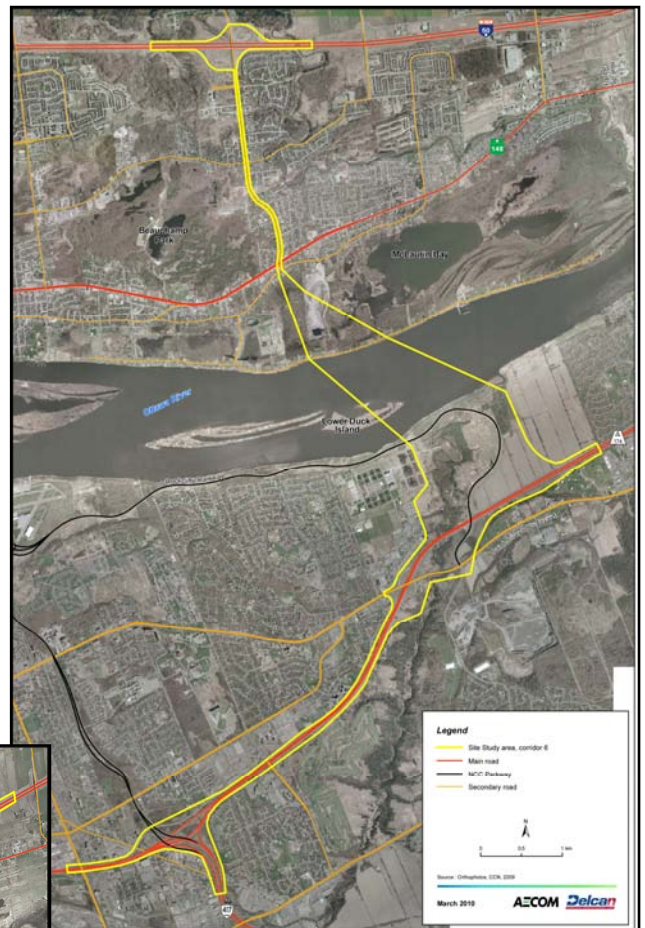 50
148
Beauchamp
Park
McLaurin Bay
Ottawa River
Lower Duck
Island
174
417
Legend
Site Study area, corridor 6
Main road
NCC Parkway
Secondary road
N
0 0.5 1 km
Source : Orthophotos, CCN, 2009
March 2010 AECOM Delcan